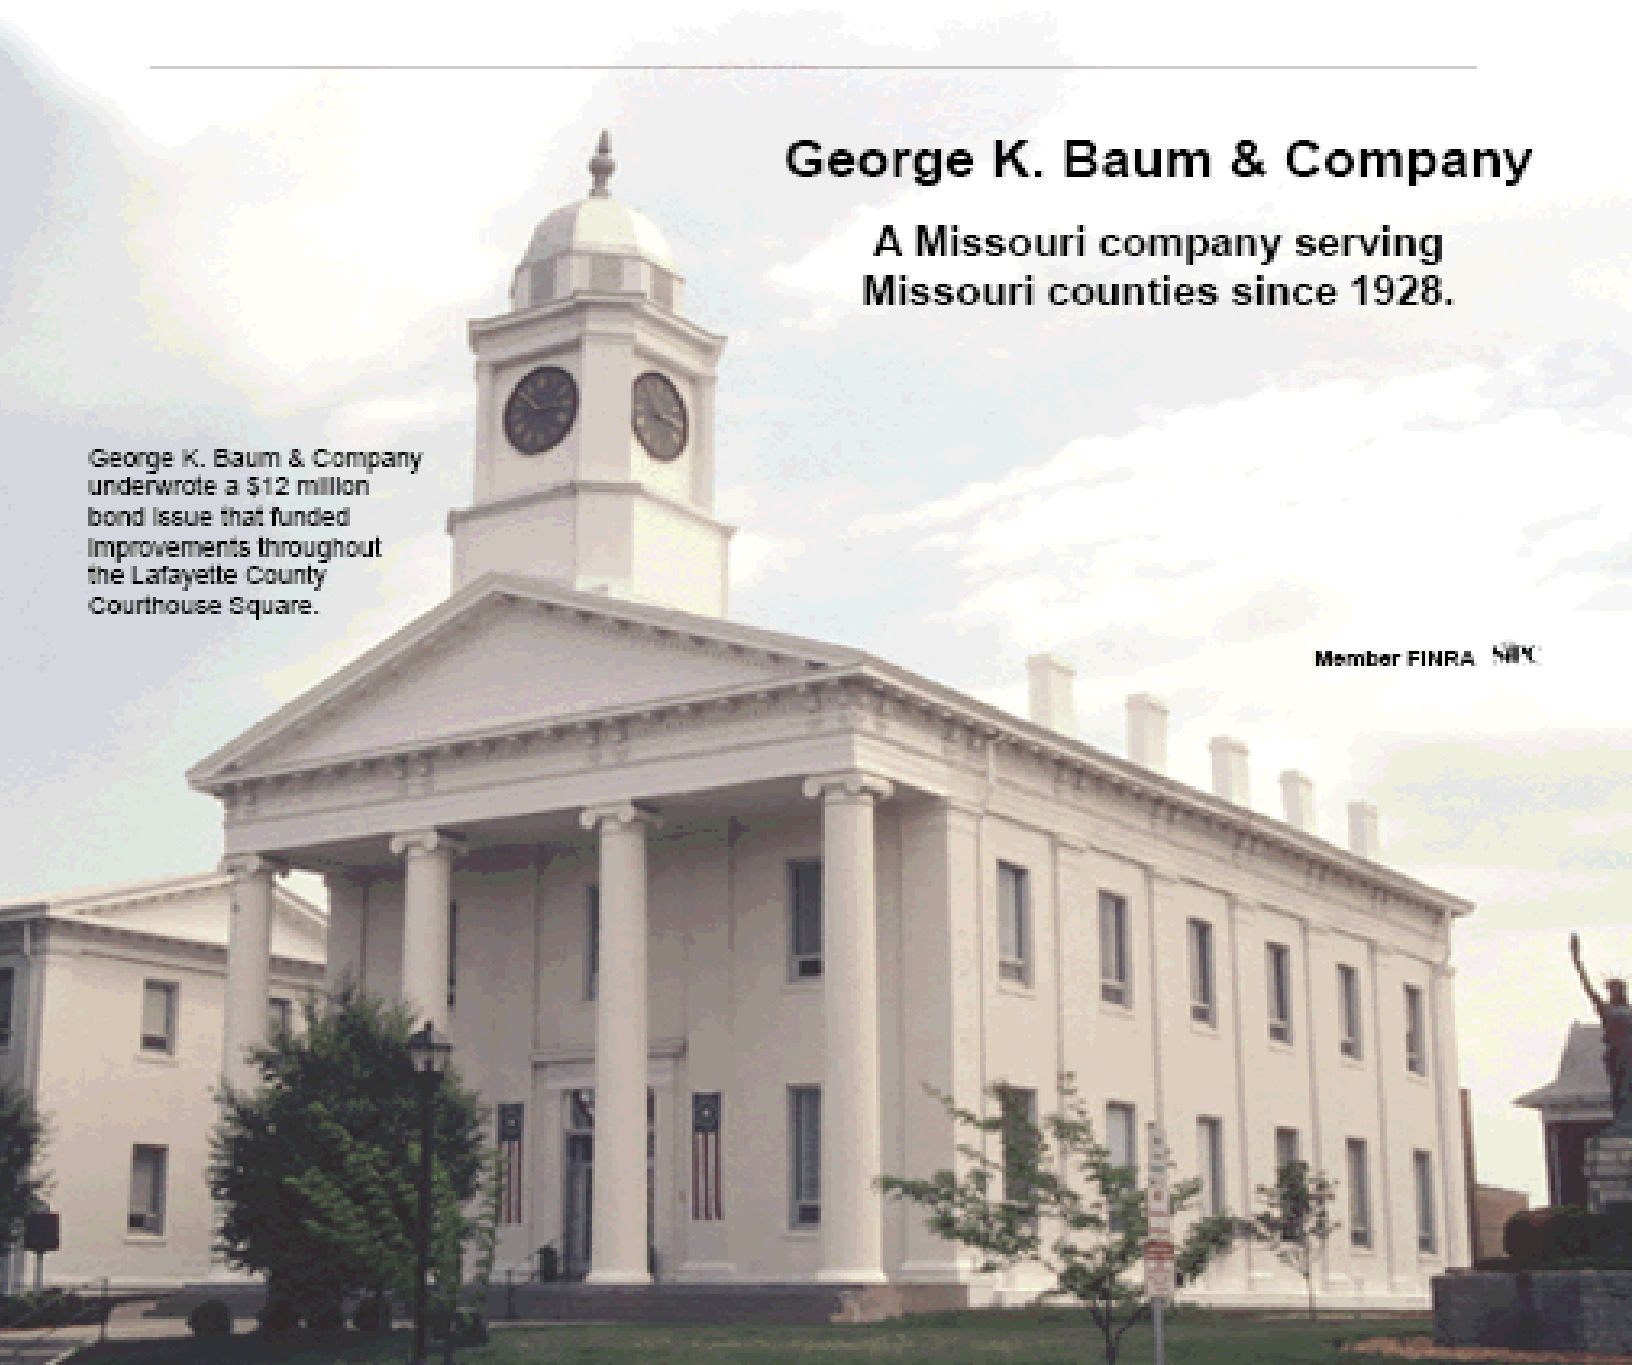 George K. Baum & Company
A Missouri company serving
Missouri counties since 1928.
George K. Baum & Company
underwrote a $12 million
bond issue that funded
improvements throughout
the Lafayette County
Courthouse Square.
Member FINRA SIPC